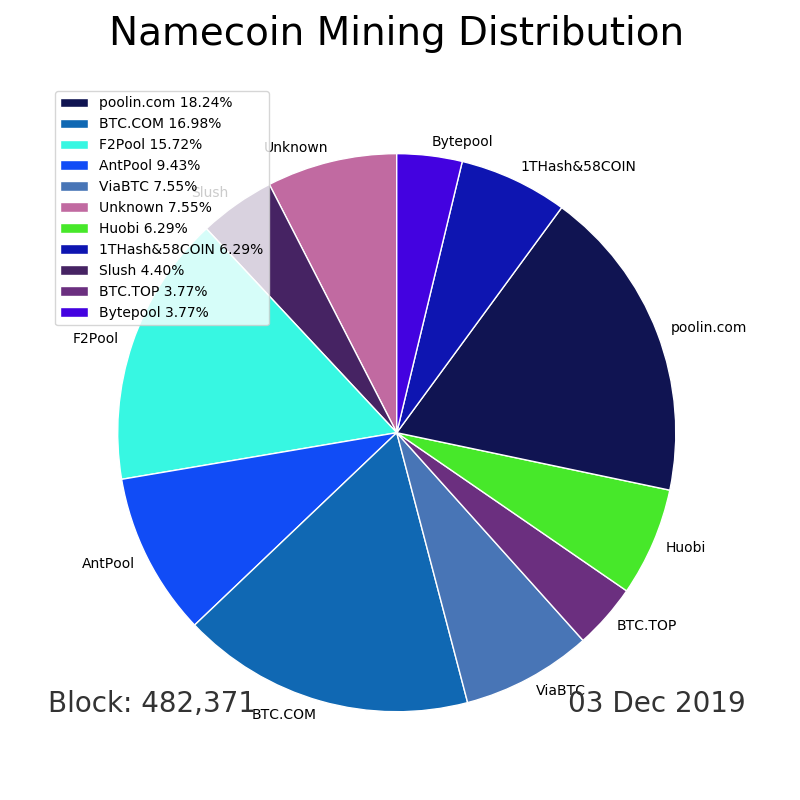 Namecoin Mining Distribution
poolin.com 18.24%
BTC.COM 16.98%
F2Pool 15.72%
AntPool 9.43%
ViaBTC 7.55%
Unknown 7.55%
Huobi 6.29%
1THash&58COIN 6.29%
Slush 4.40%
BTC.TOP 3.77%
Bytepool 3.77%
Bytepool
Unknown
1THash&58COIN
Slush
poolin.com
F2Pool
Huobi
AntPool
BTC.TOP
ViaBTC
BTC.COM
Block: 482,371
03 Dec 2019